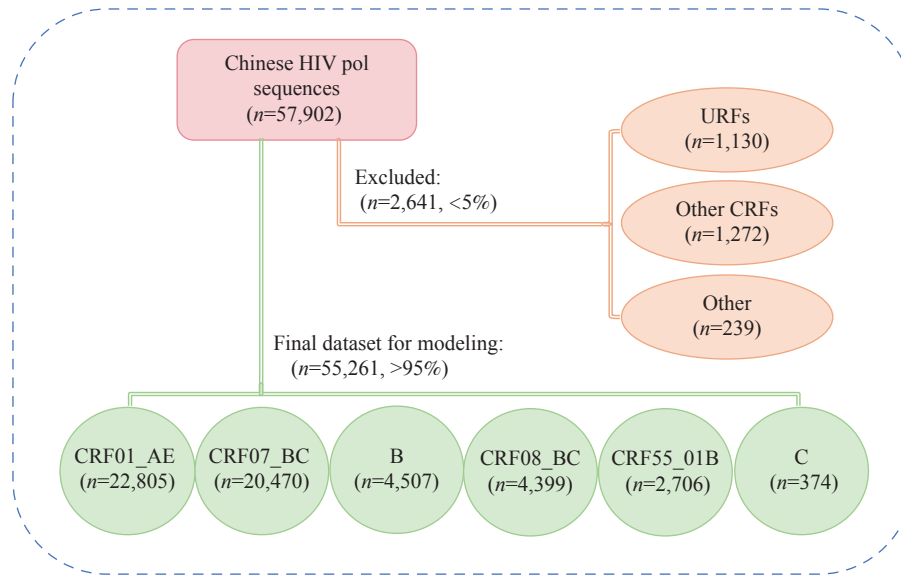 Chinese HIV pol
sequences
(n=57,902)
URFs
(n=1,130)
Excluded:
(n=2,641, <5%)
Other CRFs
(n=1,272)
Other
(n=239)
Final dataset for modeling:
(n=55,261, >95%)
CRF01_AE
(n=22,805)
CRF07_BC
(n=20,470)
B
(n=4,507)
CRF08_BC
(n=4,399)
CRF55_01B
(n=2,706)
C
(n=374)